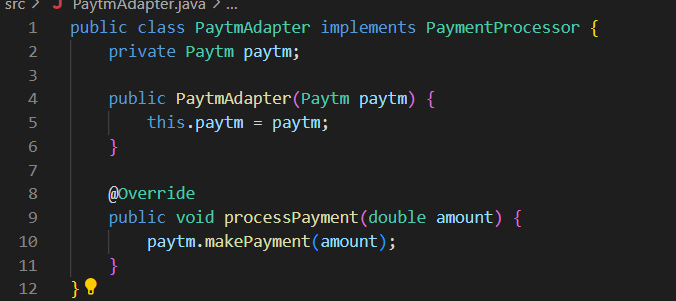 src > PaytmAdapter.java > ...
1 public class PaytmAdapter implements PaymentProcessor {
2     private Paytm paytm;
3
4     public PaytmAdapter(Paytm paytm) {
5         this.paytm = paytm;
6     }
7
8     @Override
9     public void processPayment(double amount) {
10         paytm.makePayment(amount);
11     }
12 }